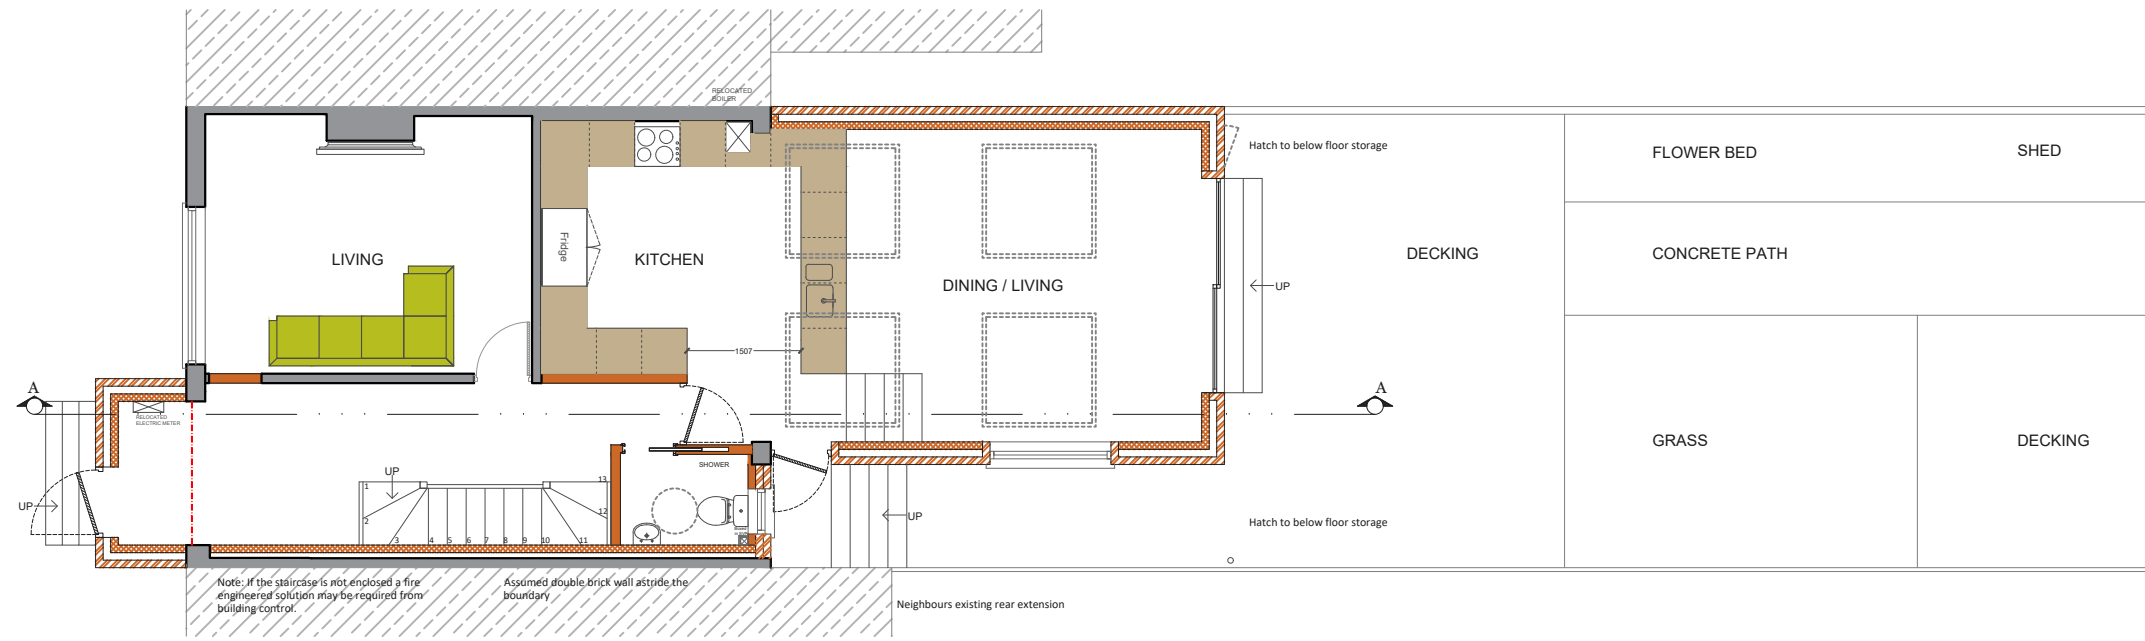 RELOCATED
BOILER
Hatch to below floor storage
FLOWER BED
SHED
Fridge
LIVING
KITCHEN
DECKING
CONCRETE PATH
DINING / LIVING
UP
1507
A
A
RELOCATED
ELECTRIC METER
GRASS
DECKING
SHOWER
UP
1
13
2
12
3
4
5
6
7
8
9
10
11
UP
UP
Hatch to below floor storage
Note: If the staircase is not enclosed a fire
engineered solution may be required from
building control.
Assumed double brick wall astride the
boundary
Neighbours existing rear extension